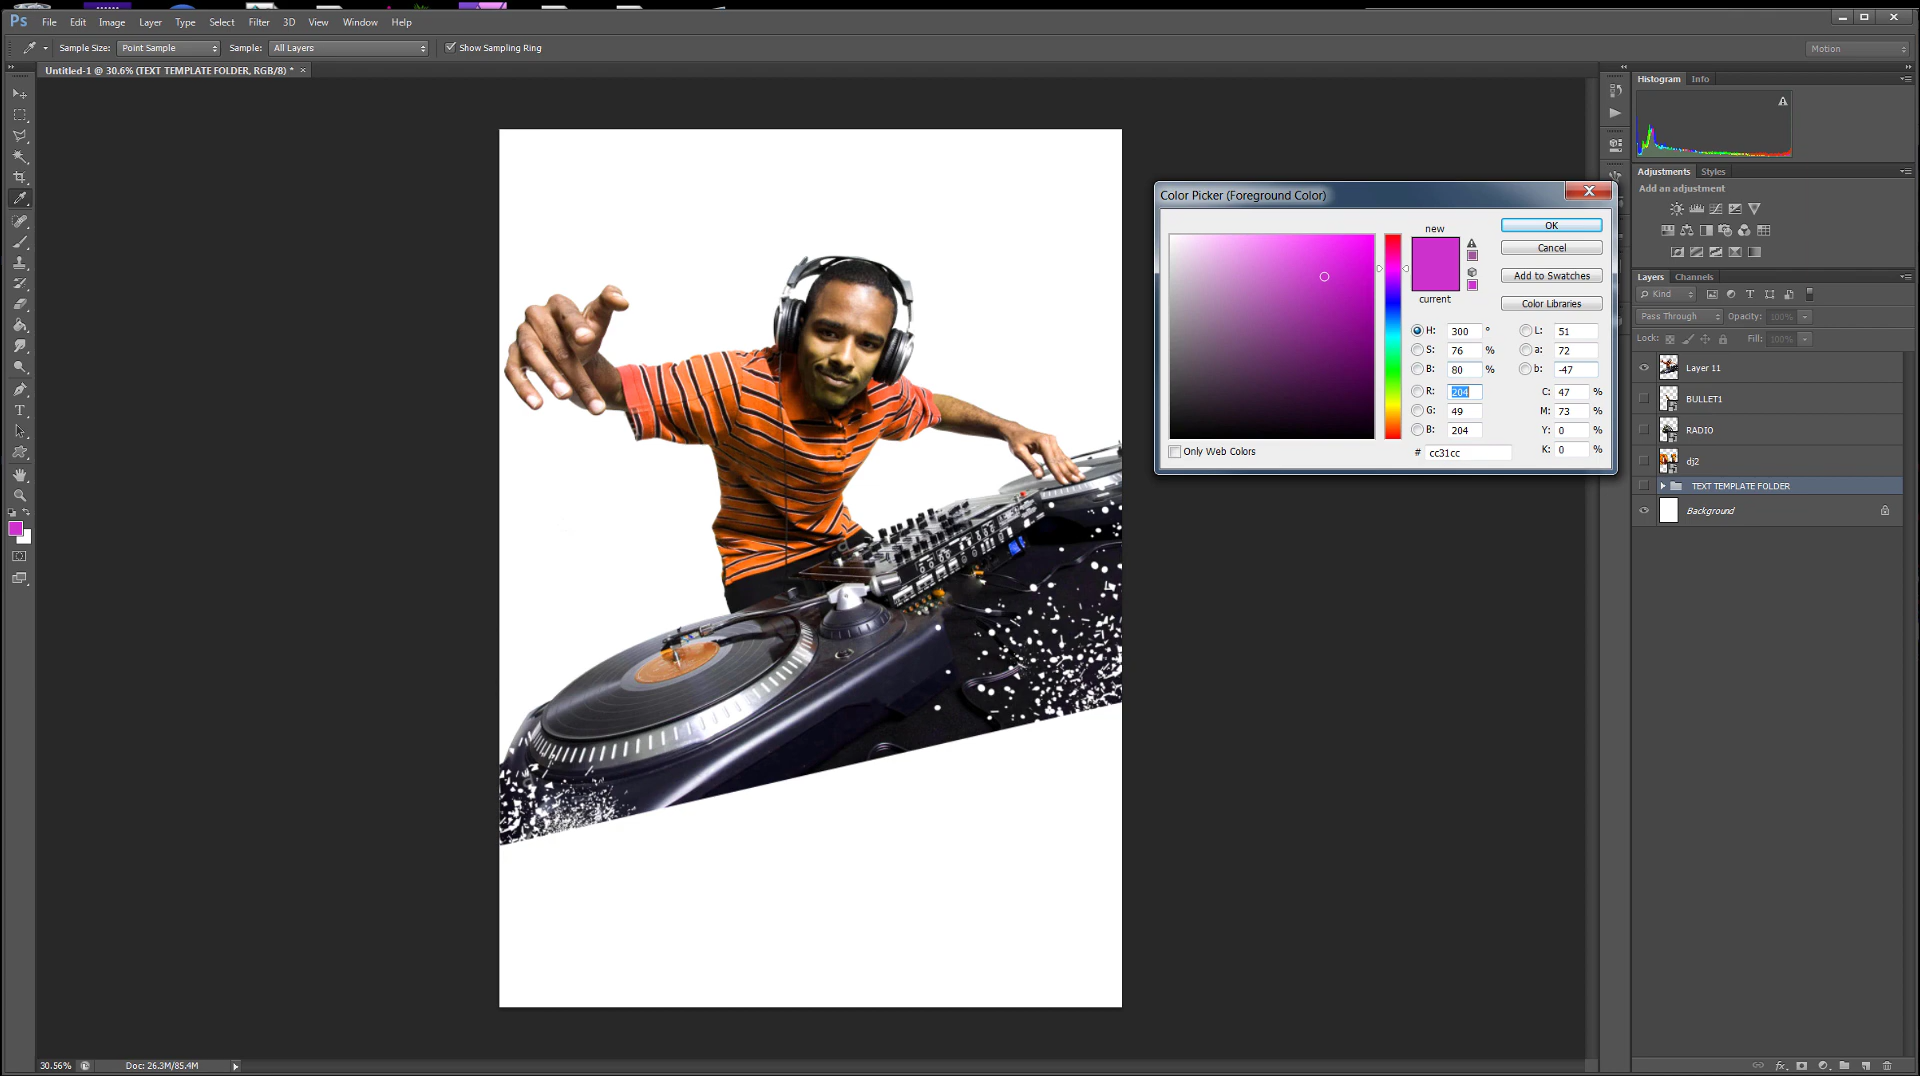 Ps File Edit Image Layer Type Select Filter 3D View Window Help
Sample Size: Point Sample Sample: All Layers Show Sampling Ring Motion
Untitled-1 @ 30.6% (TEXT TEMPLATE FOLDER, RGB/8) * ×
Histogram Info
Adjustments Styles
Add an adjustment
Layers Channels
Kind
Pass Through Opacity: 100%
Lock: Fill: 100%
Layer 11
BULLET1
RADIO
dj2
TEXT TEMPLATE FOLDER
Background
Color Picker (Foreground Color)
new
current
OK
Cancel
Add to Swatches
Color Libraries
H: 300 °
S: 76 %
B: 80 %
R: 204
G: 49
B: 204
# cc31cc
L: 51
a: 72
b: -47
C: 47 %
M: 73 %
Y: 0 %
K: 0 %
Only Web Colors
30.56% Doc: 26.3M/85.4M
fx